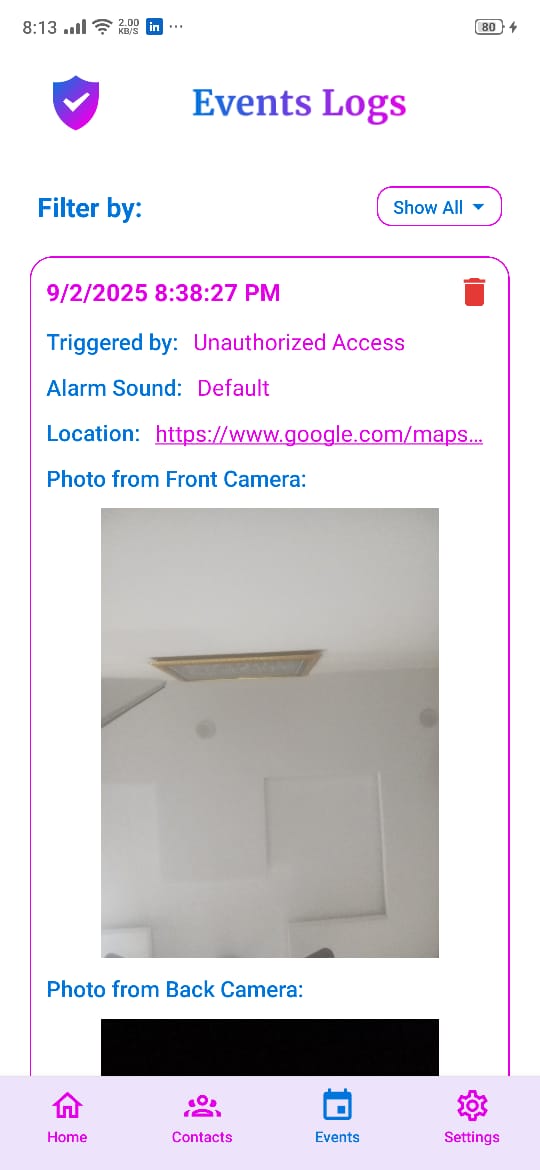 8:13 2.00 KB/S in ... 80
Events Logs
Filter by: Show All
9/2/2025 8:38:27 PM
Triggered by: Unauthorized Access
Alarm Sound: Default
Location: https://www.google.com/maps...
Photo from Front Camera:
Photo from Back Camera:
Home Contacts Events Settings